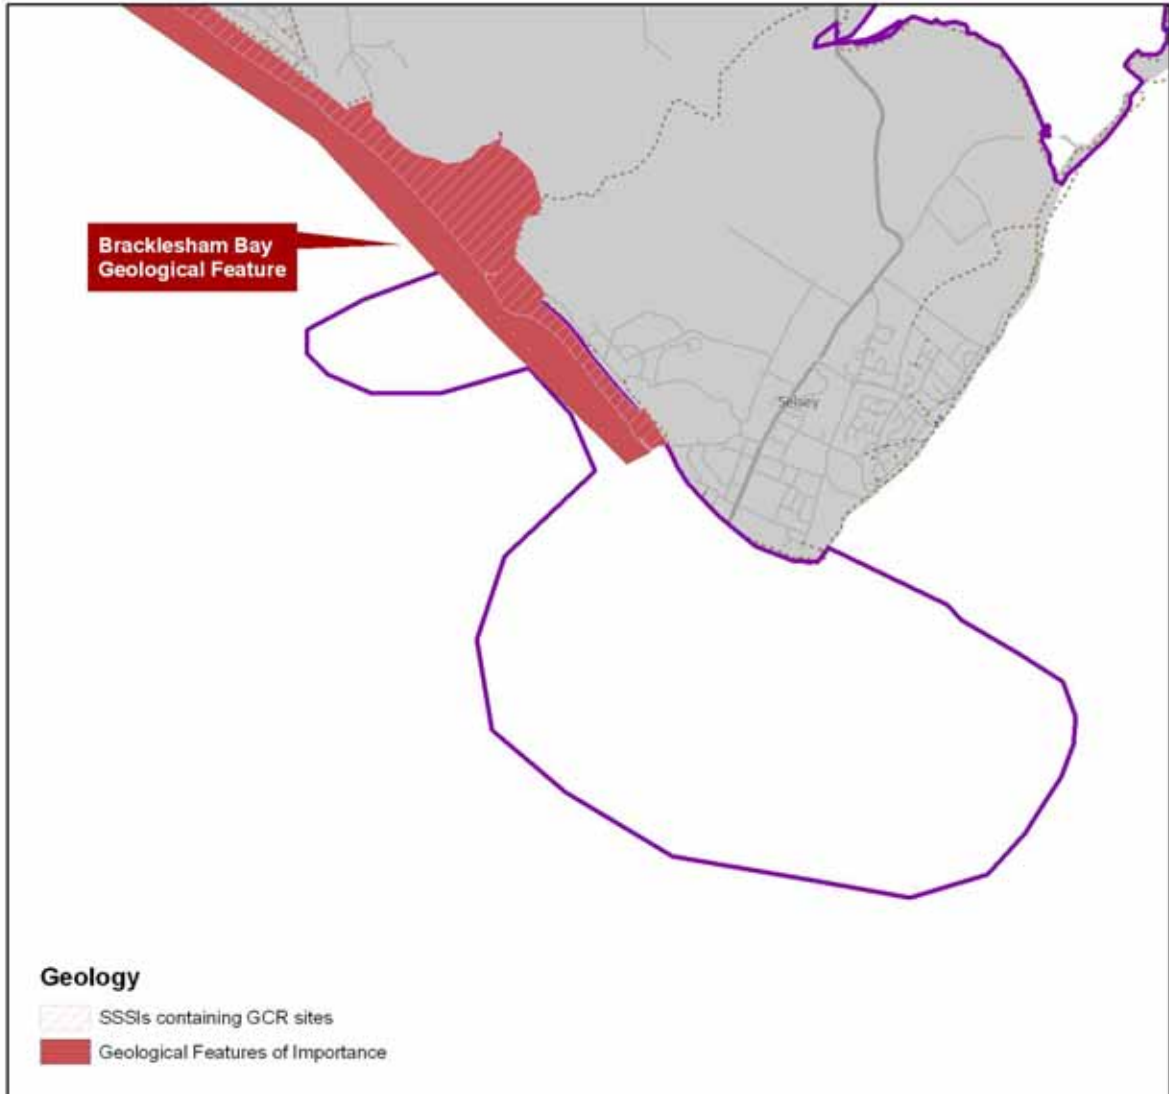 Bracklesham Bay
Geological Feature
Selsey
Geology
SSSIs containing GCR sites
Geological Features of Importance